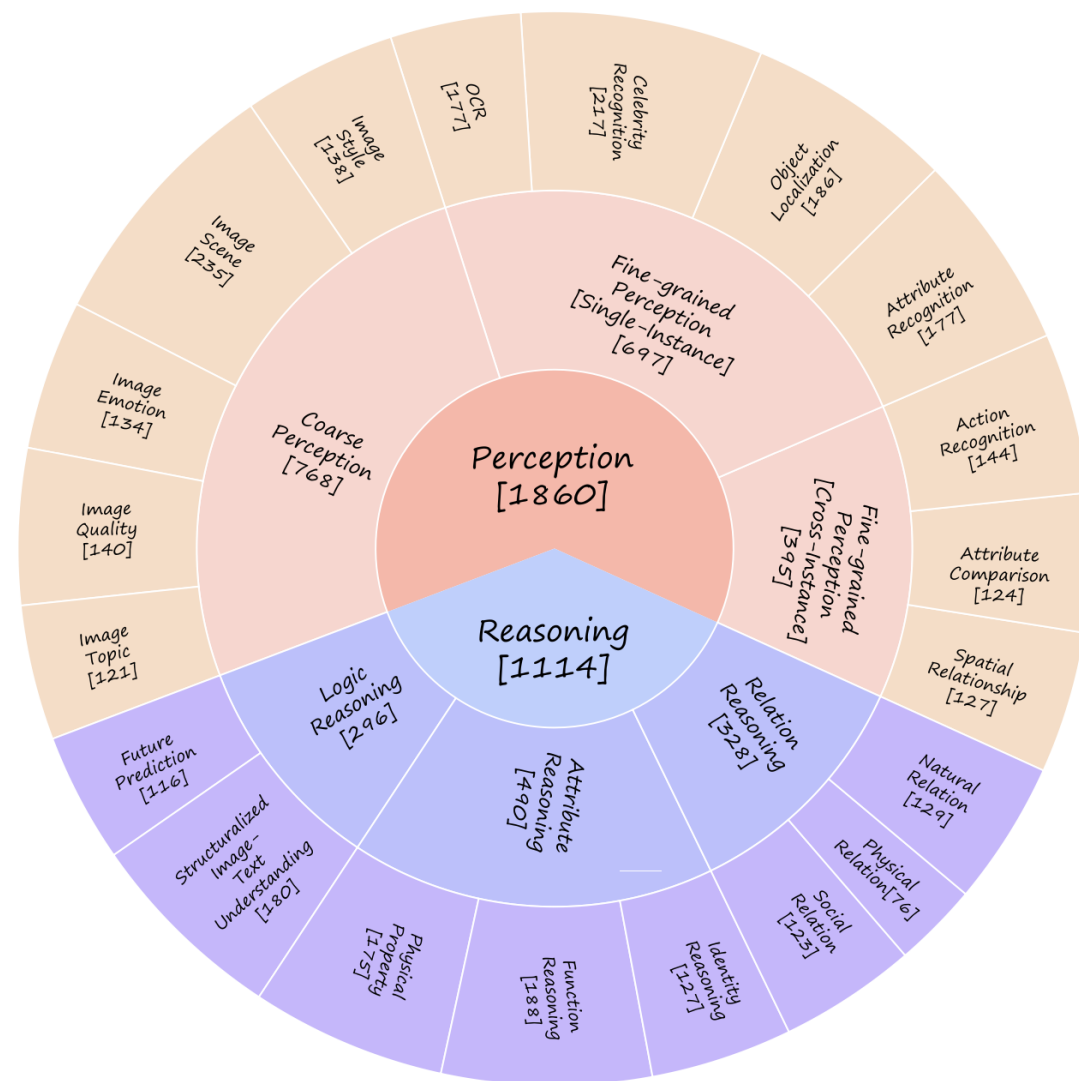 Perception
[1860]
Reasoning
[1114]
Coarse
Perception
[768]
Fine-grained
Perception
[Single-Instance]
[697]
Fine-grained
Perception
[Cross-Instance]
[395]
Relation
Reasoning
[328]
Attribute
Reasoning
[490]
Logic
Reasoning
[296]
Image
Topic
[121]
Image
Quality
[140]
Image
Emotion
[134]
Image
Scene
[235]
Image
Style
[138]
OCR
[177]
Celebrity
Recognition
[217]
Object
Localization
[186]
Attribute
Recognition
[177]
Action
Recognition
[144]
Attribute
Comparison
[124]
Spatial
Relationship
[127]
Natural
Relation
[129]
Physical
Relation[76]
Social
Relation
[123]
Identity
Reasoning
[127]
Function
Reasoning
[188]
Physical
Property
[175]
Structuralized
Image-
Text
Understanding
[180]
Future
Prediction
[116]